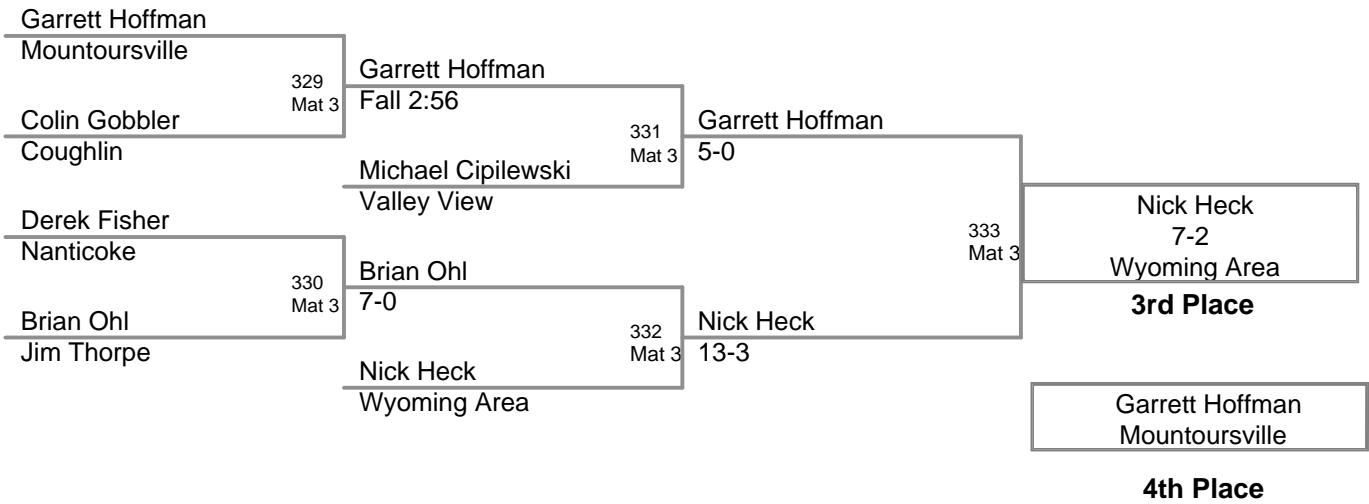 Garrett Hoffman
Mountoursville
329
Mat 3
Colin Gobbler
Coughlin
Garrett Hoffman
Fall 2:56
331
Mat 3
Michael Cipilewski
Valley View
Garrett Hoffman
5-0
Derek Fisher
Nanticoke
330
Mat 3
Brian Ohl
Jim Thorpe
Brian Ohl
7-0
332
Mat 3
Nick Heck
Wyoming Area
Nick Heck
13-3
333
Mat 3
Nick Heck
7-2
Wyoming Area
3rd Place
Garrett Hoffman
Mountoursville
4th Place